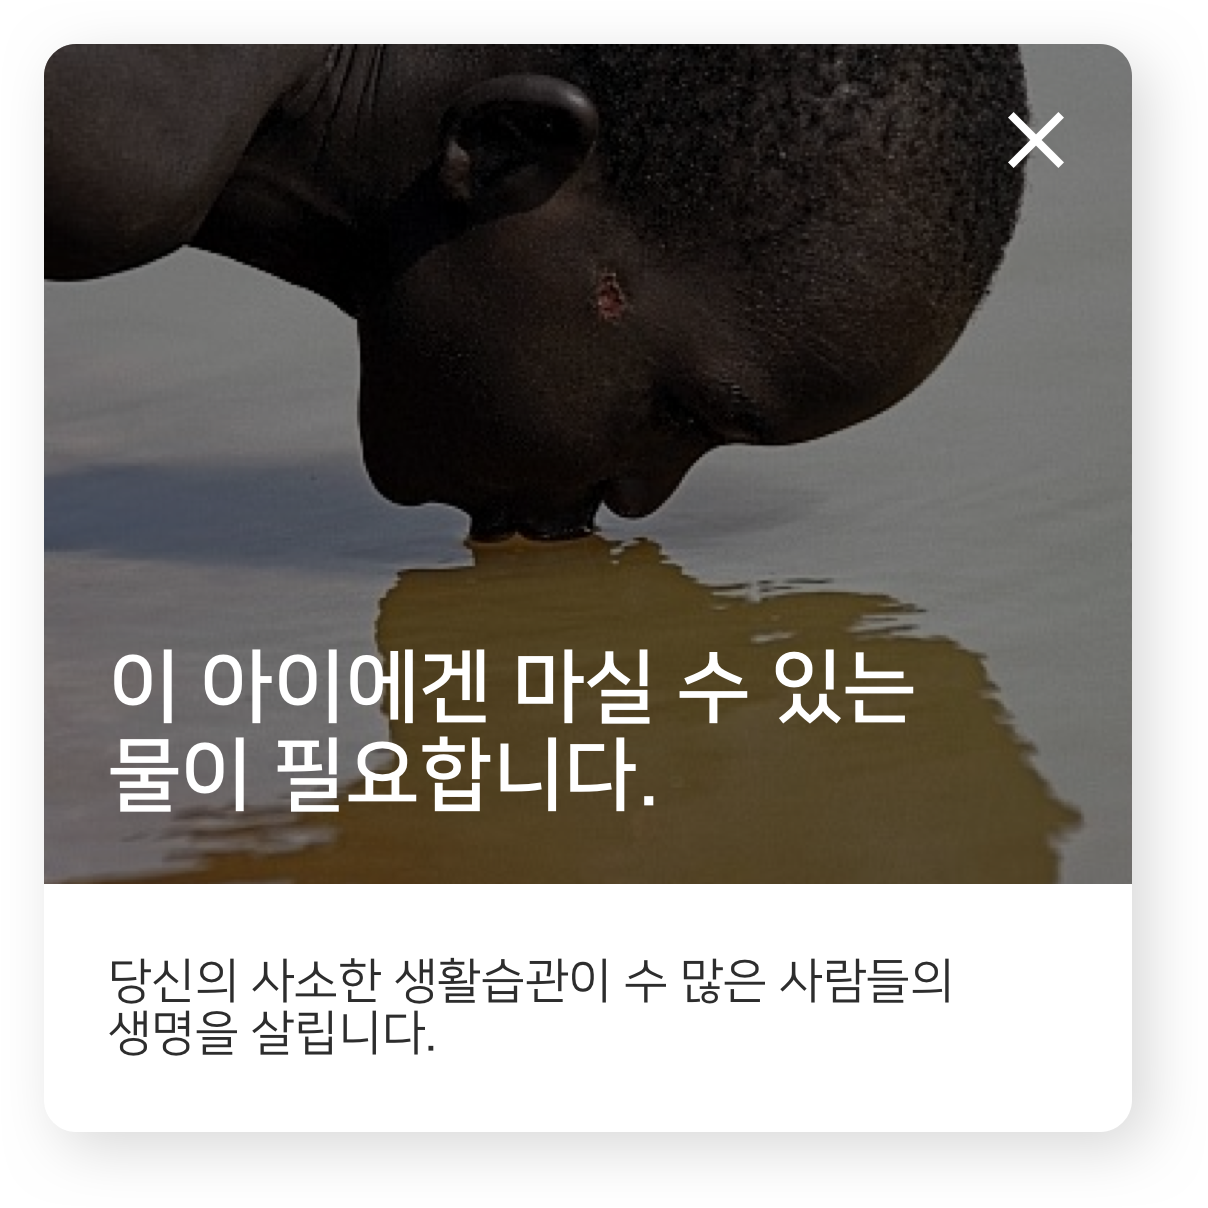 이 아이에겐 마실 수 있는
물이 필요합니다.
당신의 사소한 생활습관이 수 많은 사람들의
생명을 살립니다.